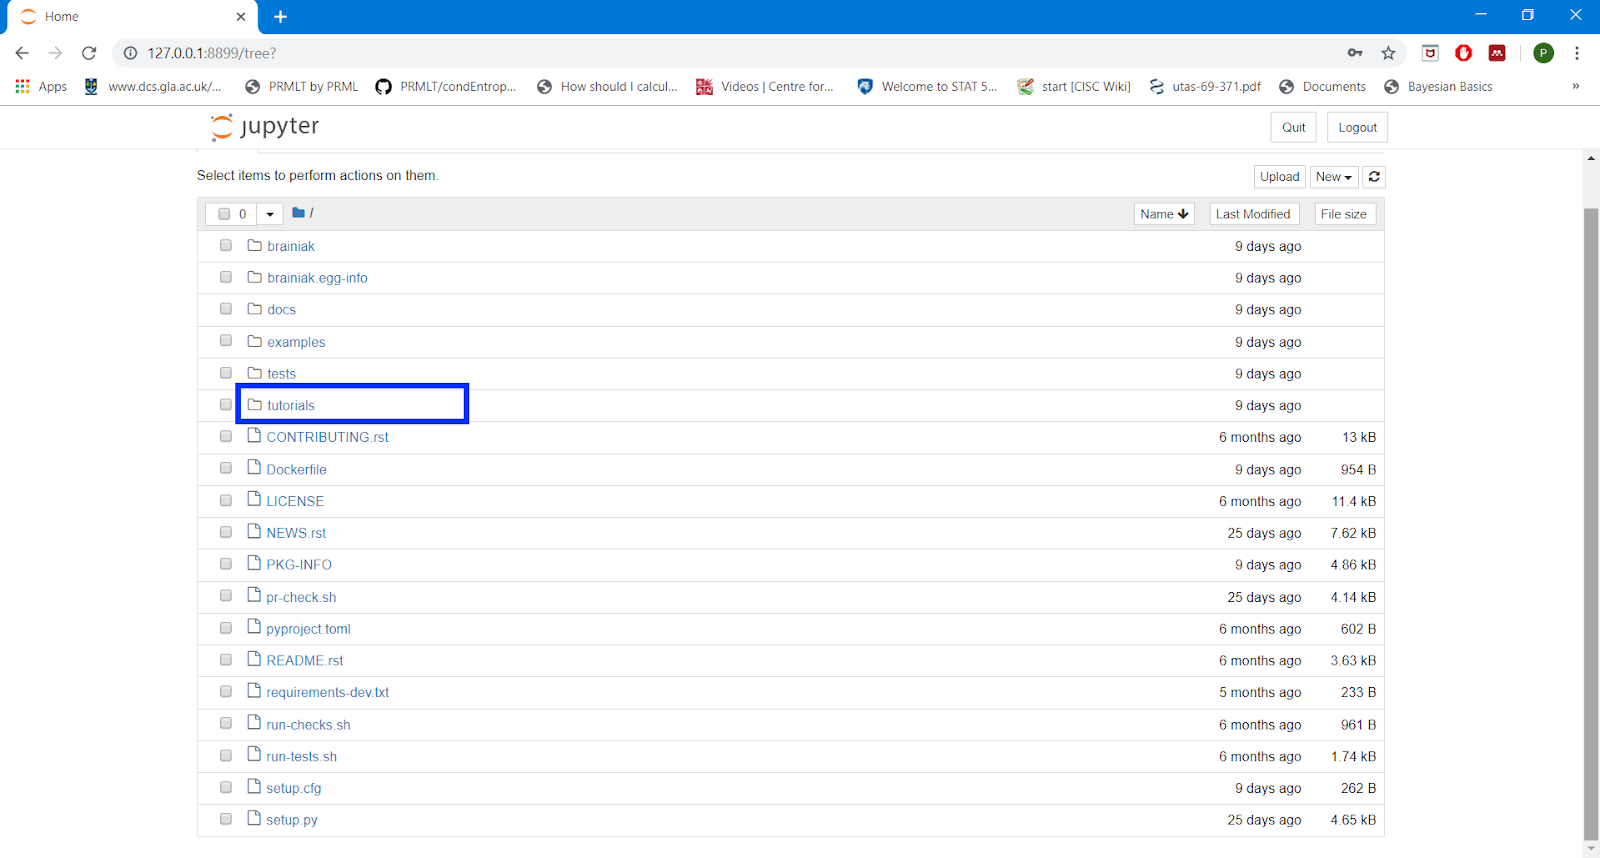 Home
127.0.0.1:8899/tree?
P
Apps www.dcs.gla.ac.uk/... PRMLT by PRML PRMLT/condEntrop... How should I calcul... Videos | Centre for... Welcome to STAT 5... start [CISC Wiki] utas-69-371.pdf Documents Bayesian Basics »
jupyter Quit Logout
Select items to perform actions on them. Upload New
0 / Name Last Modified File size
brainiak 9 days ago
brainiak.egg-info 9 days ago
docs 9 days ago
examples 9 days ago
tests 9 days ago
tutorials 9 days ago
CONTRIBUTING.rst 6 months ago 13 kB
Dockerfile 9 days ago 954 B
LICENSE 6 months ago 11.4 kB
NEWS.rst 25 days ago 7.62 kB
PKG-INFO 9 days ago 4.86 kB
pr-check.sh 25 days ago 4.14 kB
pyproject.toml 6 months ago 602 B
README.rst 6 months ago 3.63 kB
requirements-dev.txt 5 months ago 233 B
run-checks.sh 6 months ago 961 B
run-tests.sh 6 months ago 1.74 kB
setup.cfg 9 days ago 262 B
setup.py 25 days ago 4.65 kB